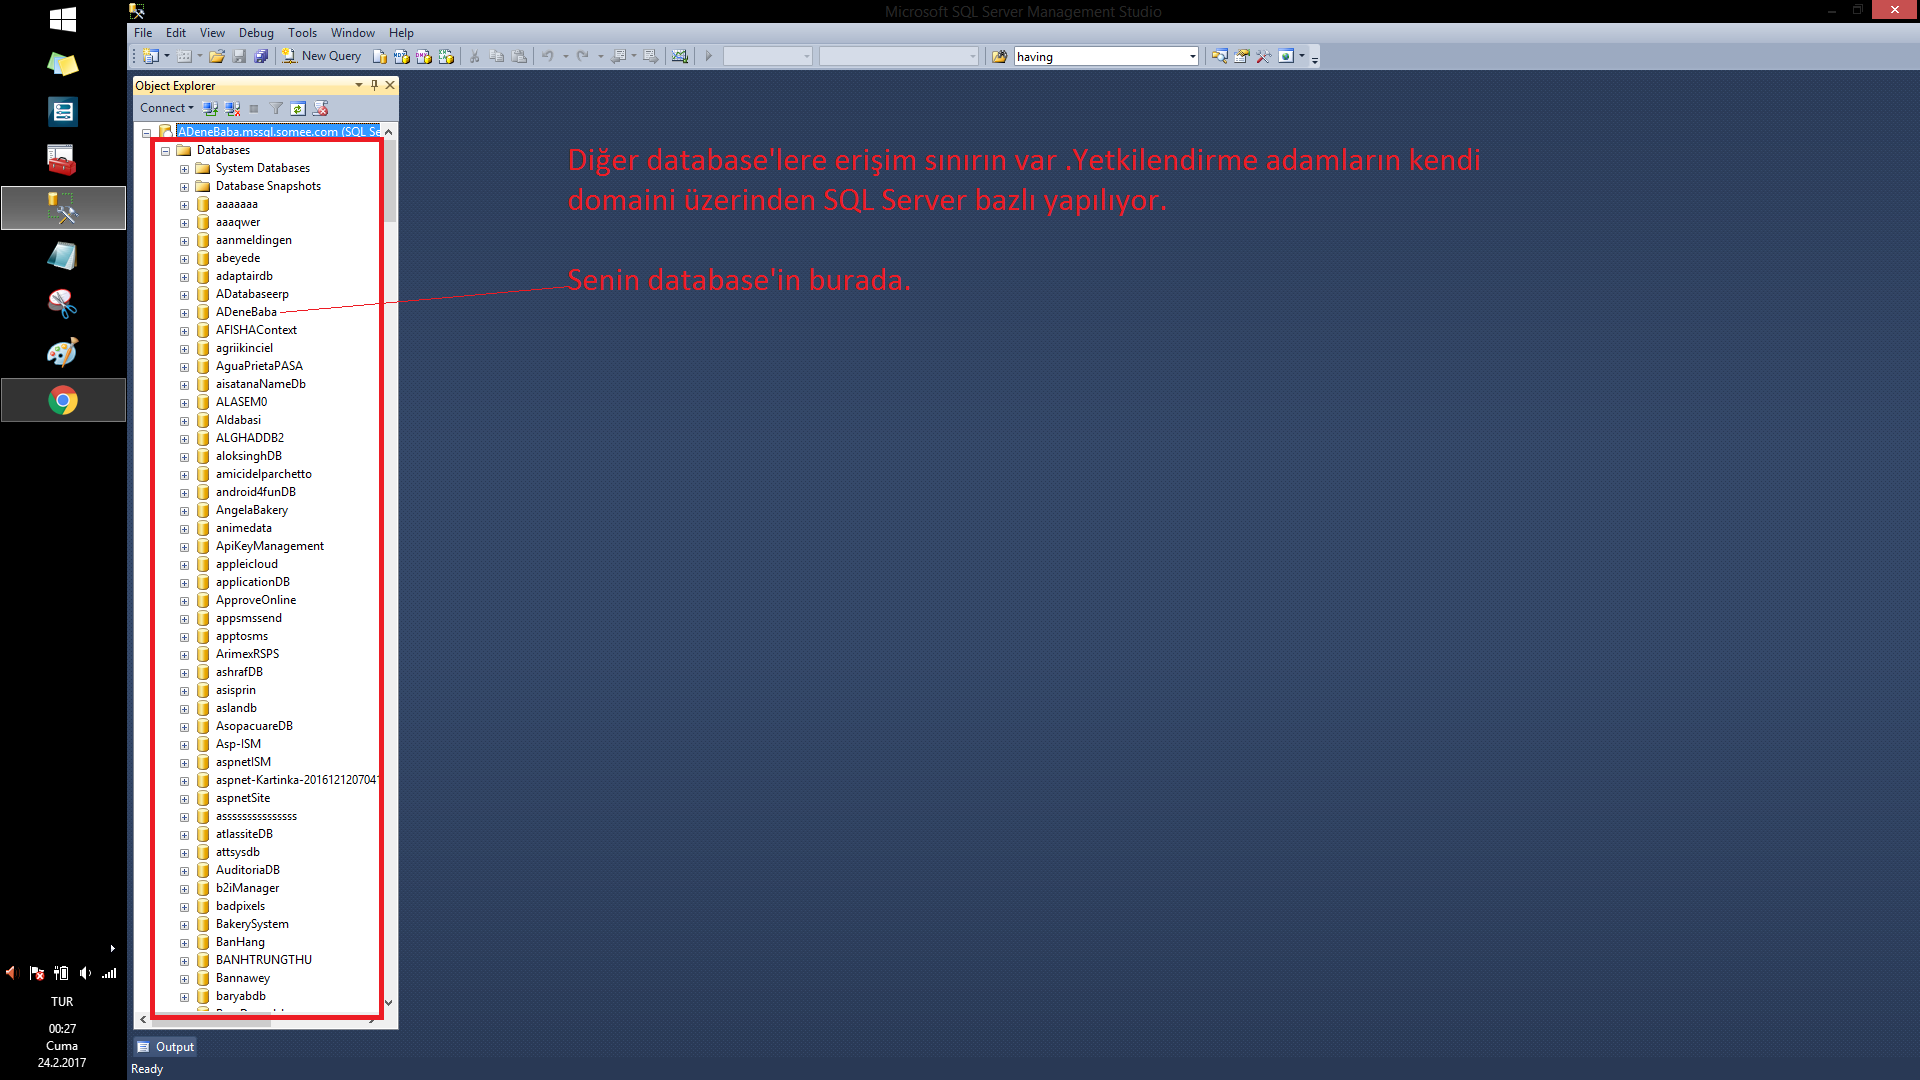 Microsoft SQL Server Management Studio
File Edit View Debug Tools Window Help
New Query
having
Object Explorer
Connect
ADeneBaba.mssql.somee.com (SQL Se
Databases
System Databases
Database Snapshots
aaaaaaa
aaaqwer
aanmeldingen
abeyede
adaptairdb
ADatabaseerp
ADeneBaba
AFISHAContext
agriikinciel
AguaPrietaPASA
aisatanaNameDb
ALASEM0
Aldabasi
ALGHADDB2
aloksinghDB
amicidelparchetto
android4funDB
AngelaBakery
animedata
ApiKeyManagement
appleicloud
applicationDB
ApproveOnline
appsmssend
apptosms
ArimexRSPS
ashrafDB
asisprin
aslandb
AsopacuareDB
Asp-ISM
aspnetISM
aspnet-Kartinka-2016121207041
aspnetSite
asssssssssssssss
atlassiteDB
attsysdb
AuditoriaDB
b2iManager
badpixels
BakerySystem
BanHang
BANHTRUNGTHU
Bannawey
baryabdb
Diğer database'lere erişim sınırın var .Yetkilendirme adamların kendi
domaini üzerinden SQL Server bazlı yapılıyor.
Senin database'in burada.
Output
Ready
TUR
00:27
Cuma
24.2.2017